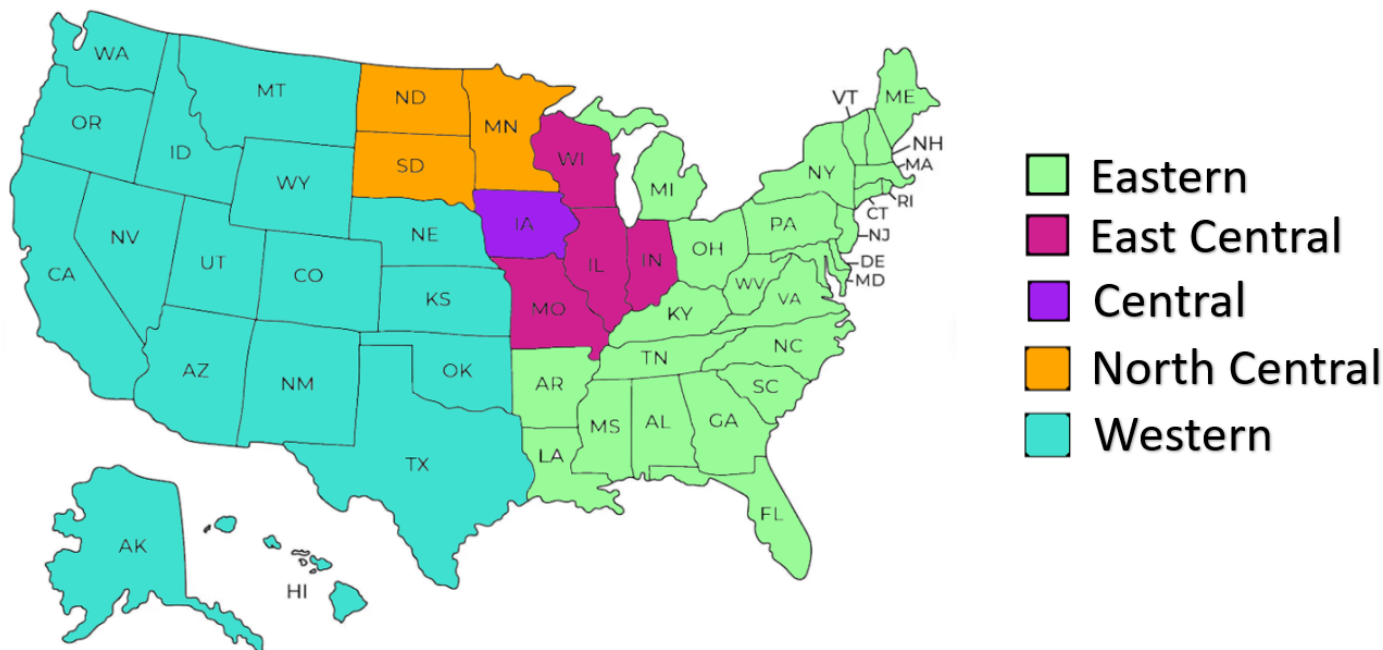 WA
MT
ND
MN
VT
ME
OR
ID
SD
WI
NH
MA
WY
MI
NY
RI
CT
NV
NE
IA
PA
NJ
UT
CO
IL
IN
OH
DE
CA
KS
MO
WV
MD
VA
KY
AZ
NM
OK
AR
TN
NC
SC
MS
AL
GA
TX
LA
FL
AK
HI
Eastern
East Central
Central
North Central
Western